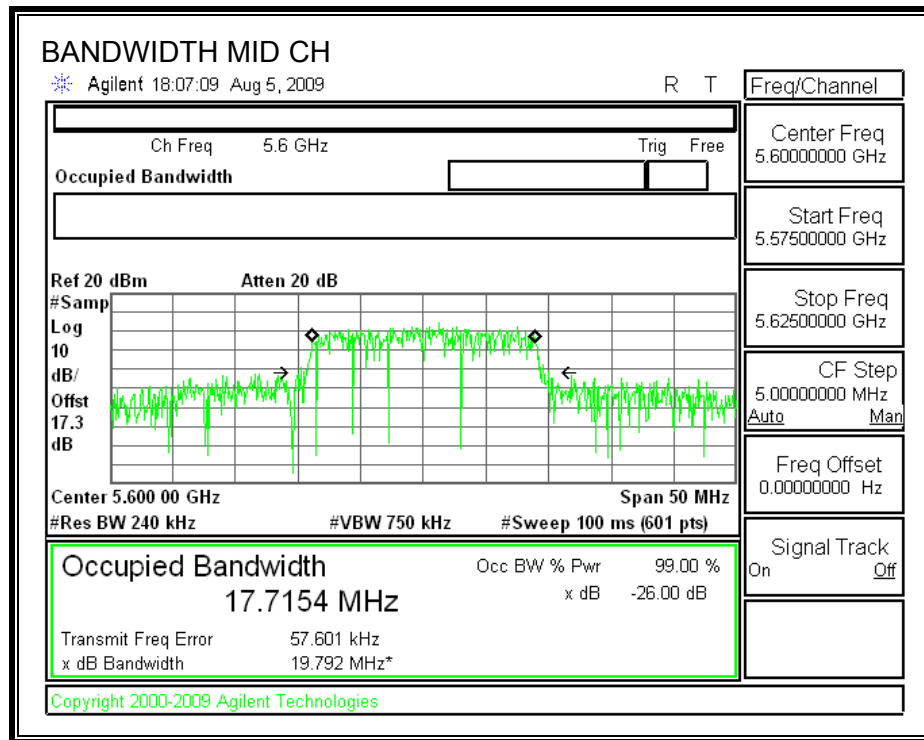 BANDWIDTH MID CH
Agilent 18:07:09 Aug 5, 2009 R T
Ch Freq 5.6 GHz Trig Free
Occupied Bandwidth
Ref 20 dBm Atten 20 dB
#Samp
Log
10
dB/
Offst
17.3
dB
Center 5.600 00 GHz Span 50 MHz
#Res BW 240 kHz #VBW 750 kHz #Sweep 100 ms (601 pts)
Occupied Bandwidth Occ BW % Pwr 99.00 %
17.7154 MHz x dB -26.00 dB
Transmit Freq Error 57.601 kHz
x dB Bandwidth 19.792 MHz*
Copyright 2000-2009 Agilent Technologies
Freq/Channel
Center Freq
5.60000000 GHz
Start Freq
5.57500000 GHz
Stop Freq
5.62500000 GHz
CF Step
5.00000000 MHz
Auto Man
Freq Offset
0.00000000 Hz
Signal Track
On Off